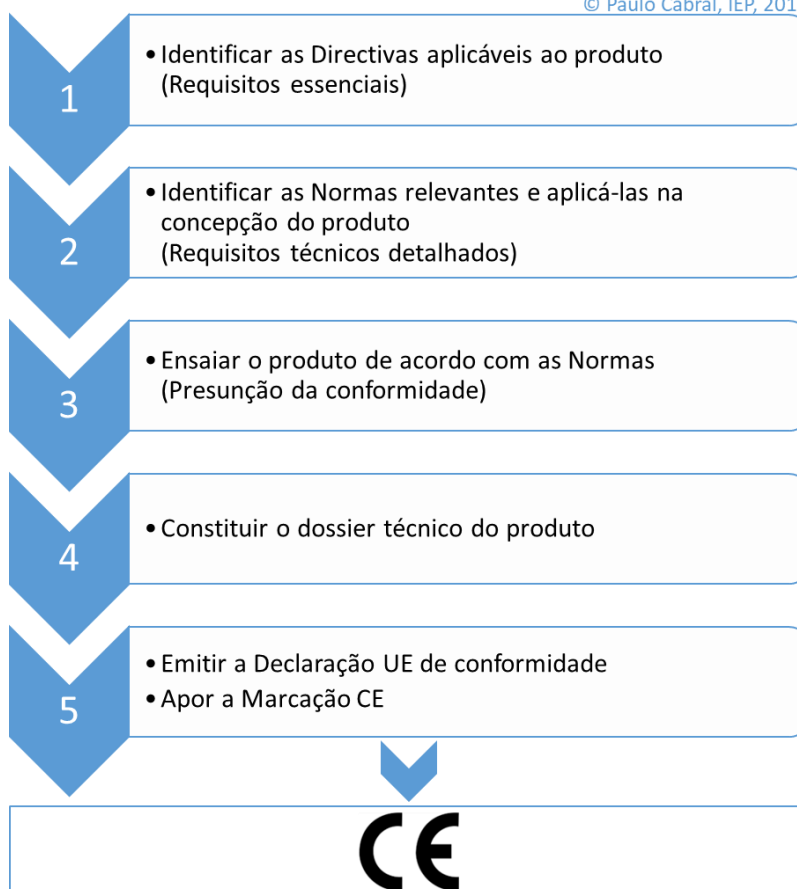 © Paulo Cabral, IEP, 201
1
• Identificar as Directivas aplicáveis ao produto
(Requisitos essenciais)
2
• Identificar as Normas relevantes e aplicá-las na
concepção do produto
(Requisitos técnicos detalhados)
3
• Ensaiar o produto de acordo com as Normas
(Presunção da conformidade)
4
• Constituir o dossier técnico do produto
5
• Emitir a Declaração UE de conformidade
• Apor a Marcação CE
CE